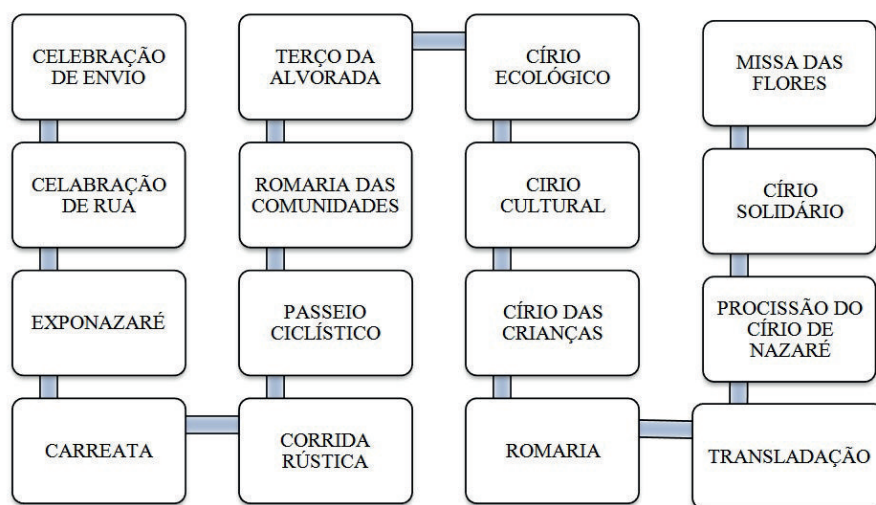 CELEBRAÇÃO
DE ENVIO
CELABRAÇÃO
DE RUA
EXPONAZARÉ
CARREATA
CORRIDA
RÚSTICA
PASSEIO
CICLÍSTICO
ROMARIA DAS
COMUNIDADES
TERÇO DA
ALVORADA
CÍRIO
ECOLÓGICO
CIRIO
CULTURAL
CÍRIO DAS
CRIANÇAS
ROMARIA
TRANSLADAÇÃO
PROCISSÃO DO
CÍRIO DE
NAZARÉ
CÍRIO
SOLIDÁRIO
MISSA DAS
FLORES